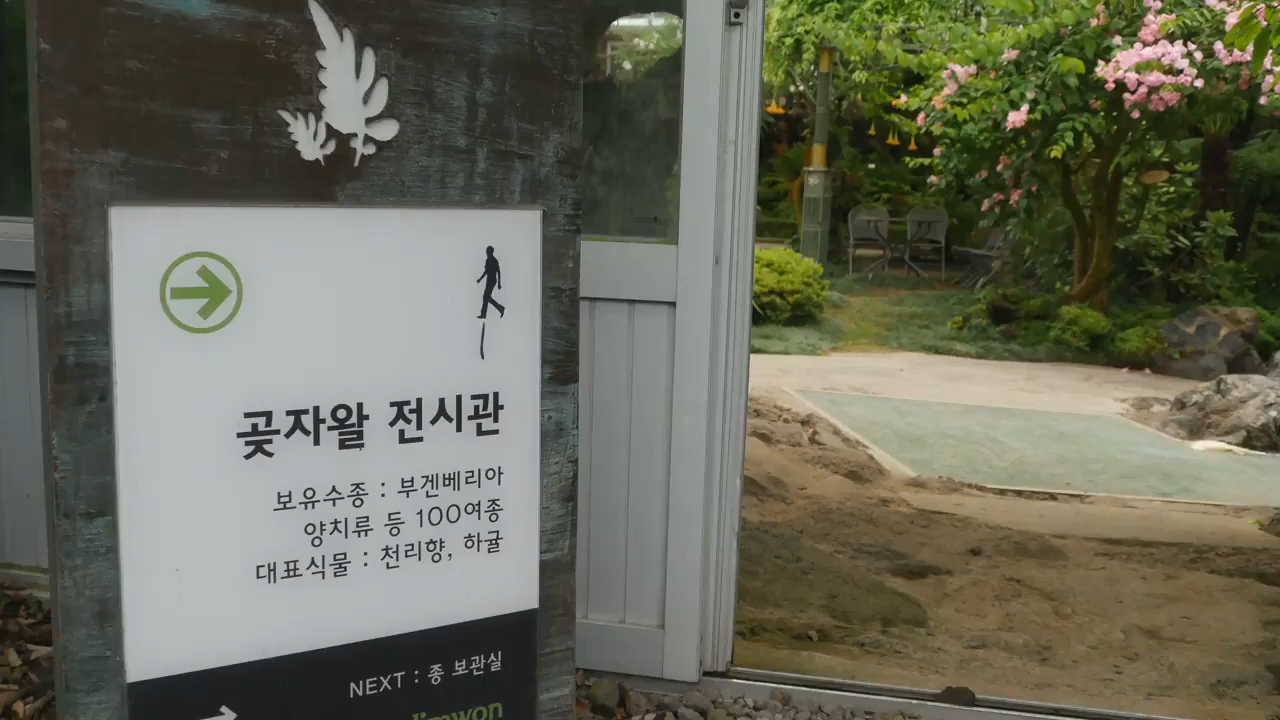 곶자왈 전시관
보유수종 : 부겐베리아
양치류 등 100여종
대표식물 : 천리향, 하귤
NEXT : 종 보관실